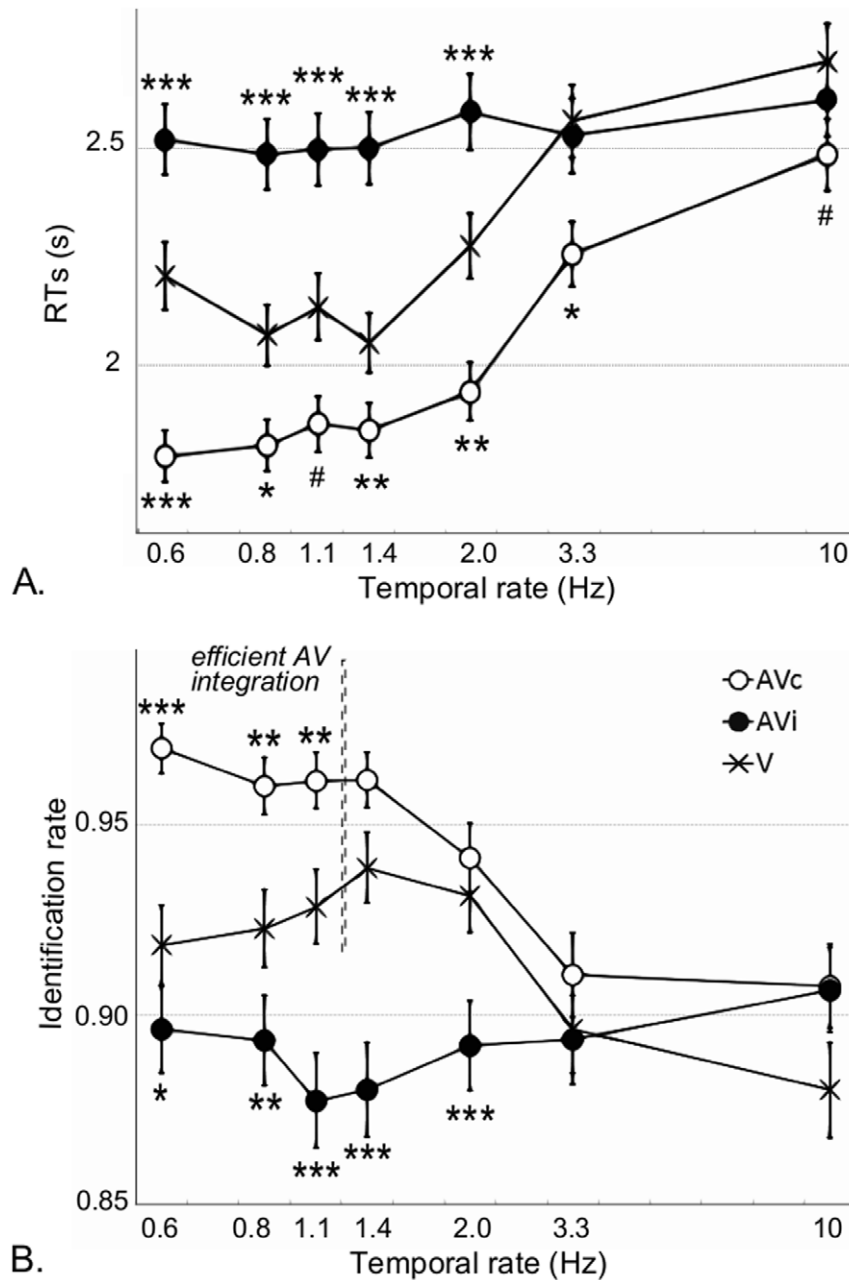 *** *** *** *** ***
2.5
#
RTs (s)
*
2
**
*** * # **
0.6 0.8 1.1 1.4 2.0 3.3 10
A.
Temporal rate (Hz)
efficient AV
integration
AVc
*** ** **
AVi
V
0.95
Identification rate
0.90
* ** *** *** ***
0.85
0.6 0.8 1.1 1.4 2.0 3.3 10
B.
Temporal rate (Hz)